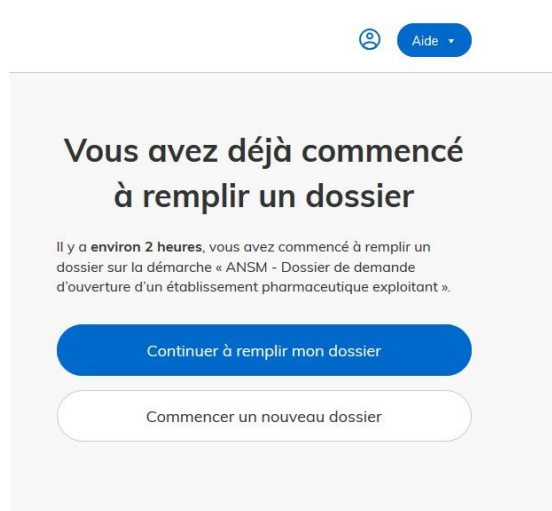 Aide
Vous avez déjà commencé
à remplir un dossier
Il y a environ 2 heures, vous avez commencé à remplir un
dossier sur la démarche « ANSM - Dossier de demande
d’ouverture d’un établissement pharmaceutique exploitant ».
Continuer à remplir mon dossier
Commencer un nouveau dossier